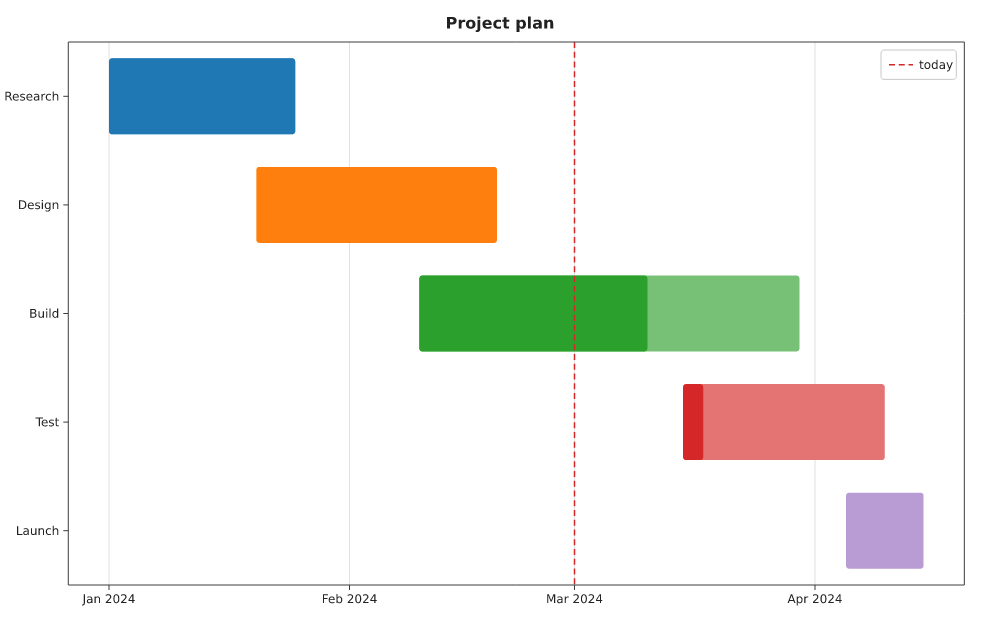 Project plan
today
Research
Design
Build
Test
Launch
Jan 2024
Feb 2024
Mar 2024
Apr 2024